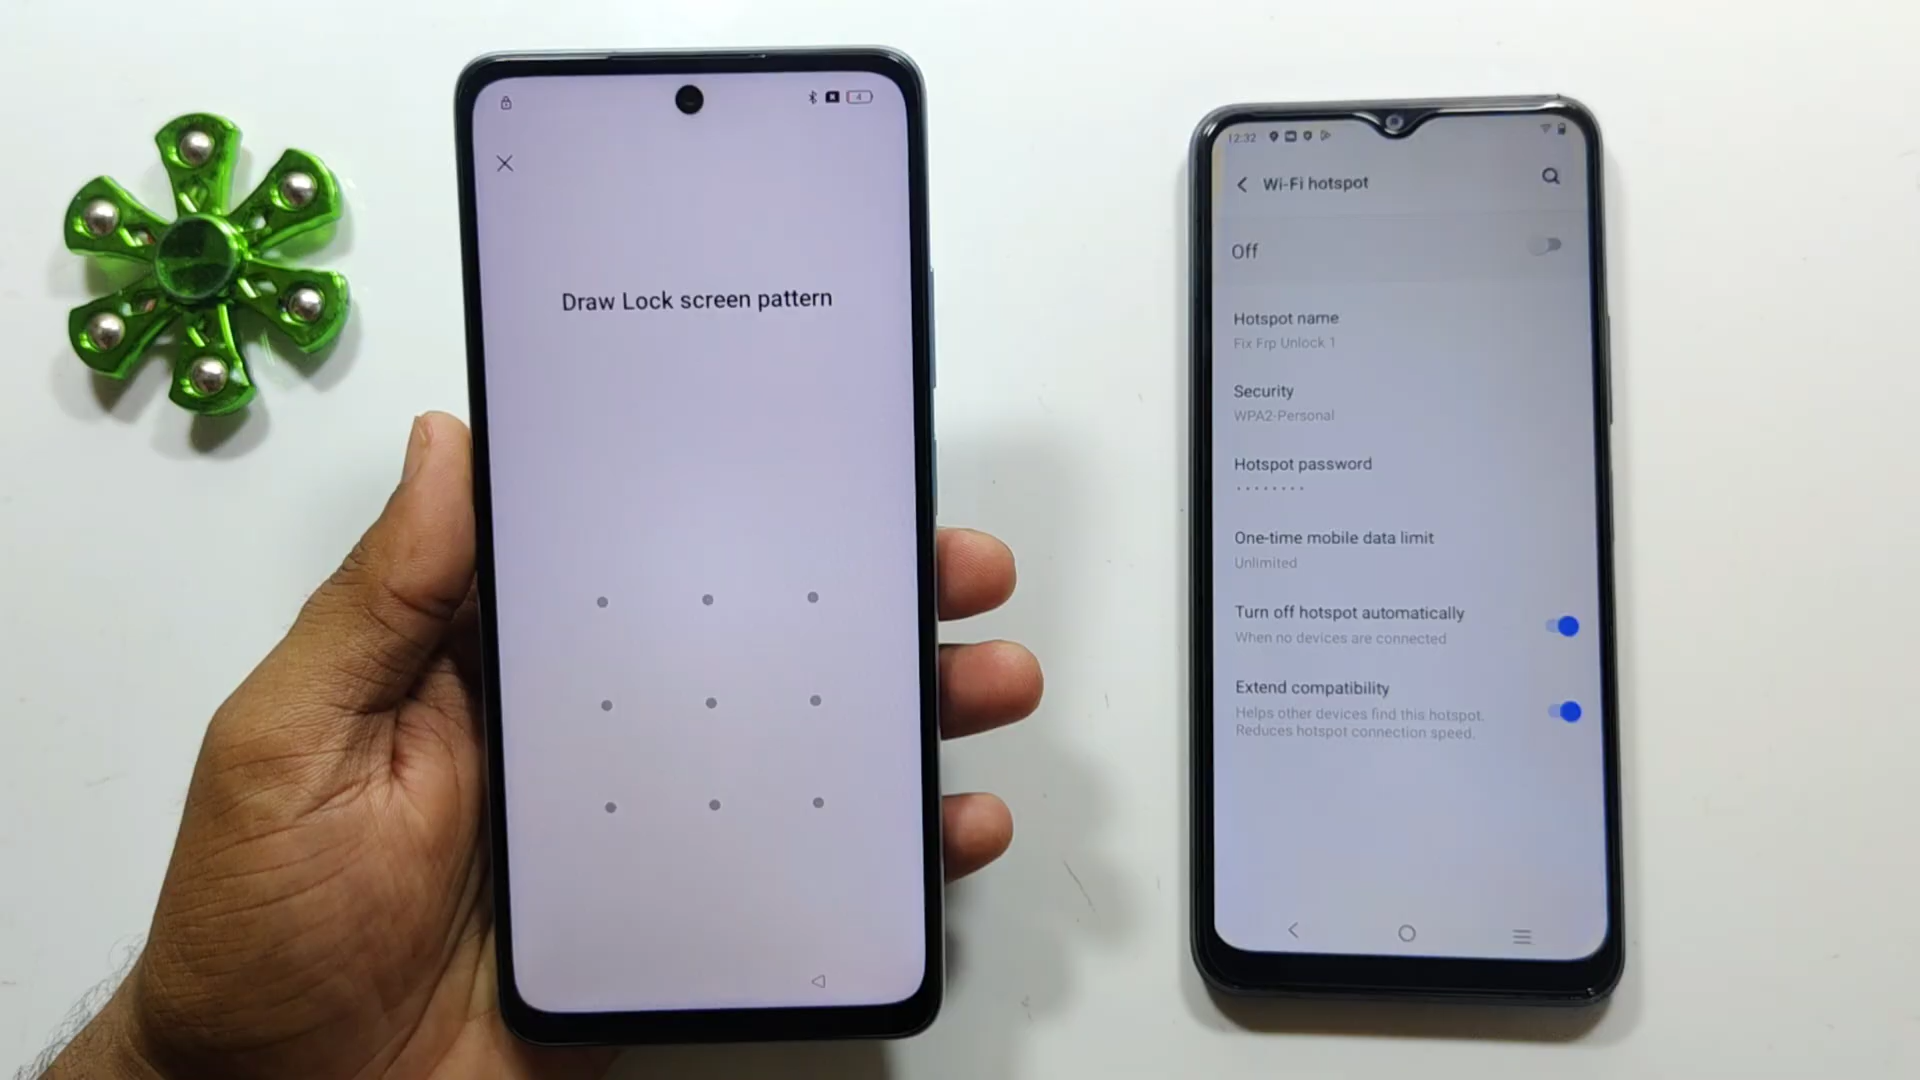 4
Draw Lock screen pattern
12:32
Wi-Fi hotspot
Off
Hotspot name
Fix Frp Unlock 1
Security
WPA2-Personal
Hotspot password
········
One-time mobile data limit
Unlimited
Turn off hotspot automatically
When no devices are connected
Extend compatibility
Helps other devices find this hotspot.
Reduces hotspot connection speed.